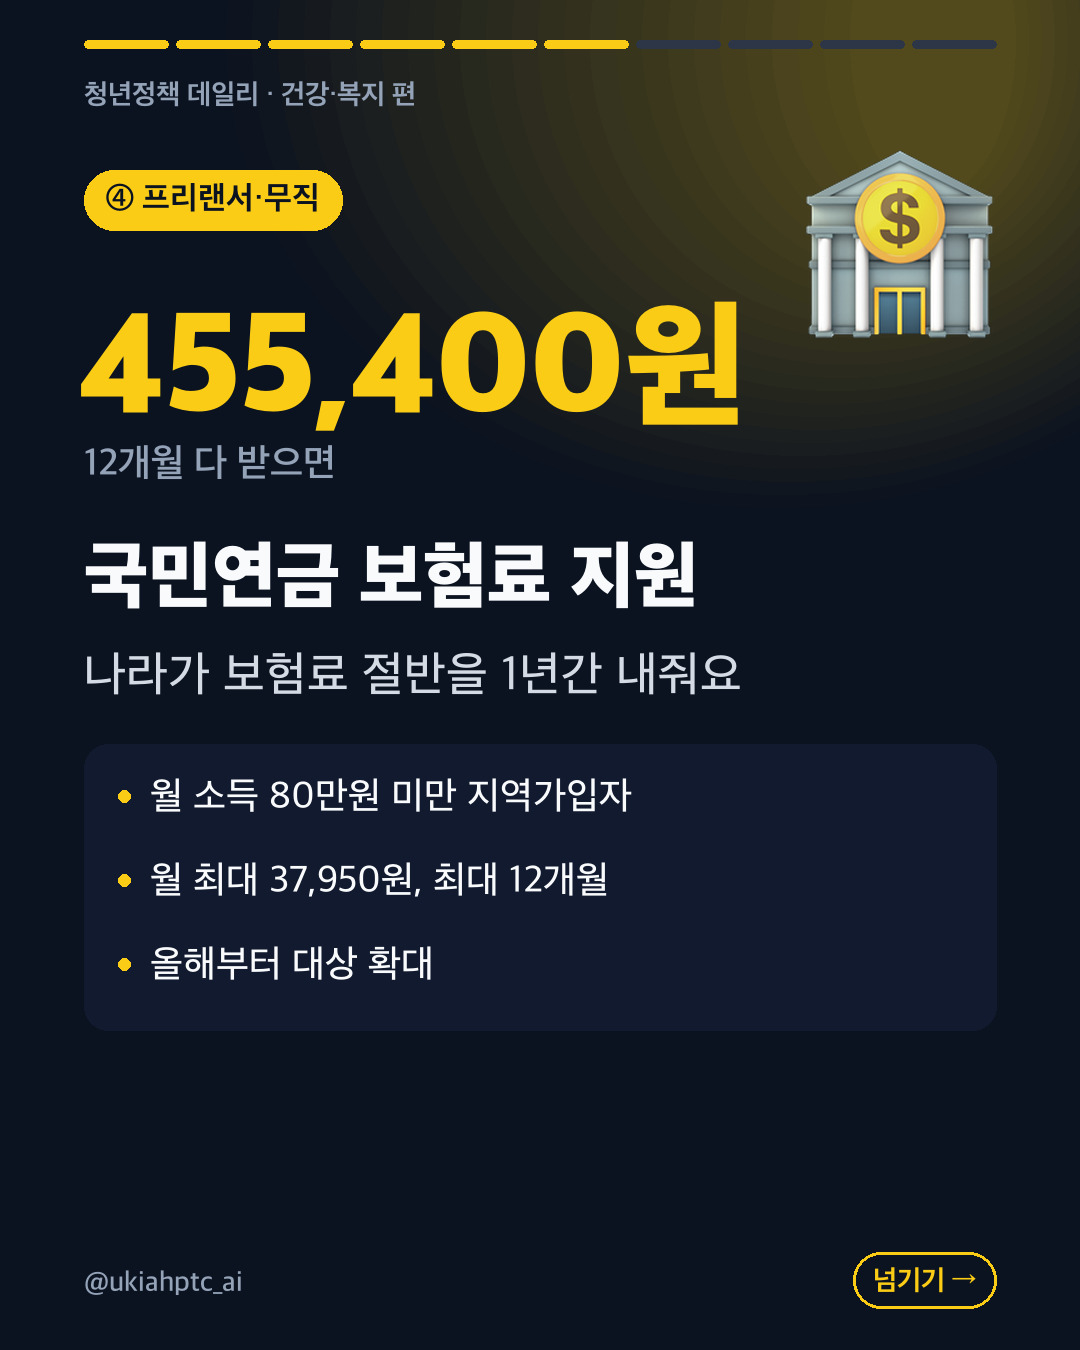 청년정책 데일리 · 건강·복지 편
④ 프리랜서·무직
$
455,400원
12개월 다 받으면
국민연금 보험료 지원
나라가 보험료 절반을 1년간 내줘요
• 월 소득 80만원 미만 지역가입자
• 월 최대 37,950원, 최대 12개월
• 올해부터 대상 확대
@ukiahptc_ai
넘기기 →